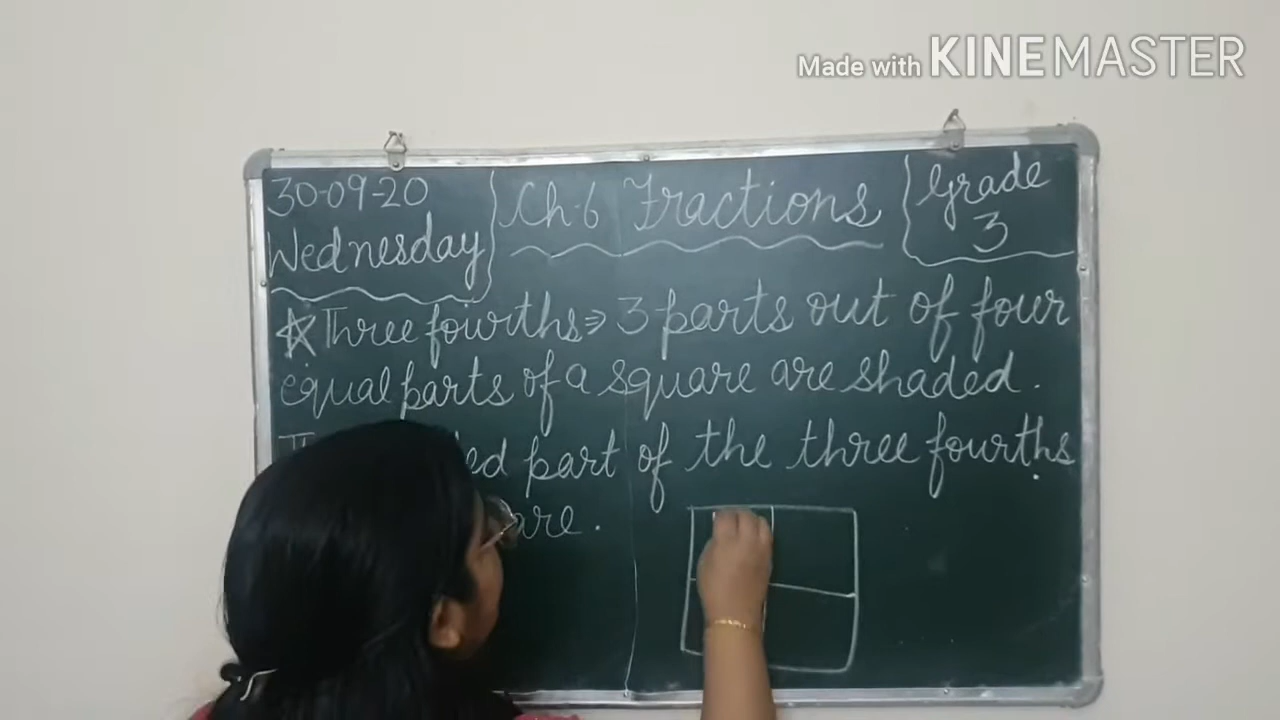 Made with KINEMASTER
30-09-20
Wednesday
Ch-6 Fractions
Grade
3
Three fourths ⇒ 3 parts out of four
equal parts of a square are shaded.
part of the three fourths